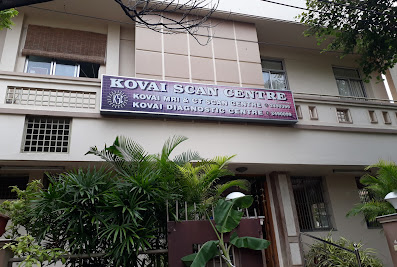 KOVAI SCAN CENTRE
KOVAI MRI & CT SCAN CENTRE
KOVAI DIAGNOSTIC CENTRE